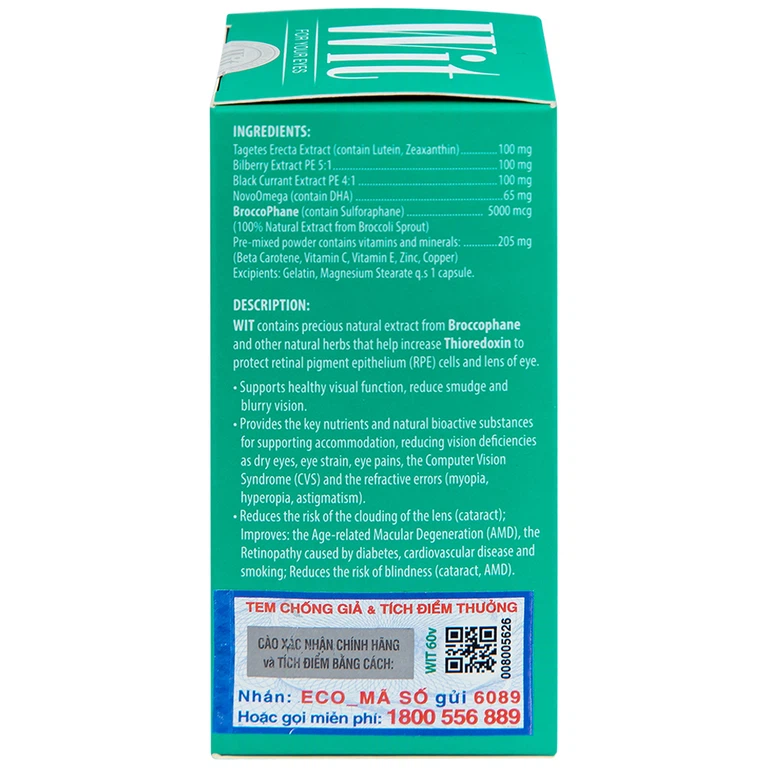 Wit
FOR YOUR EYES
INGREDIENTS:
Tagetes Erecta Extract (contain Lutein, Zeaxanthin)..........100 mg
Bilberry Extract PE 5:1..........100 mg
Black Currant Extract PE 4:1..........100 mg
NovoOmega (contain DHA)..........65 mg
BroccoPhane (contain Sulforaphane)..........5000 mcg
(100% Natural Extract from Broccoli Sprout)
Pre-mixed powder contains vitamins and minerals:..........205 mg
(Beta Carotene, Vitamin C, Vitamin E, Zinc, Copper)
Excipients: Gelatin, Magnesium Stearate q.s 1 capsule.
DESCRIPTION:
WIT contains precious natural extract from Broccophane
and other natural herbs that help increase Thioredoxin to
protect retinal pigment epithelium (RPE) cells and lens of eye.
• Supports healthy visual function, reduce smudge and
blurry vision.
• Provides the key nutrients and natural bioactive substances
for supporting accommodation, reducing vision deficiencies
as dry eyes, eye strain, eye pains, the Computer Vision
Syndrome (CVS) and the refractive errors (myopia,
hyperopia, astigmatism).
• Reduces the risk of the clouding of the lens (cataract);
Improves: the Age-related Macular Degeneration (AMD), the
Retinopathy caused by diabetes, cardiovascular disease and
smoking; Reduces the risk of blindness (cataract, AMD).
TEM CHỐNG GIẢ & TÍCH ĐIỂM THƯỞNG
CÀO XÁC NHẬN CHÍNH HÃNG
và TÍCH ĐIỂM BẰNG CÁCH:
WIT 60v
008005626
Nhắn: ECO_MÃ SỐ gửi 6089
Hoặc gọi miễn phí: 1800 556 889